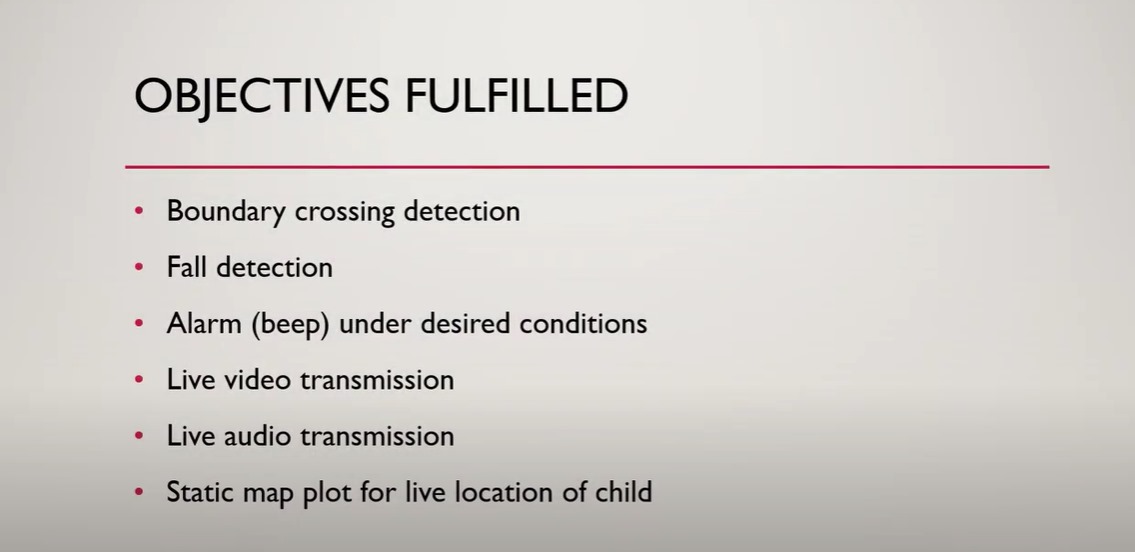 OBJECTIVES FULFILLED
• Boundary crossing detection
• Fall detection
• Alarm (beep) under desired conditions
• Live video transmission
• Live audio transmission
• Static map plot for live location of child